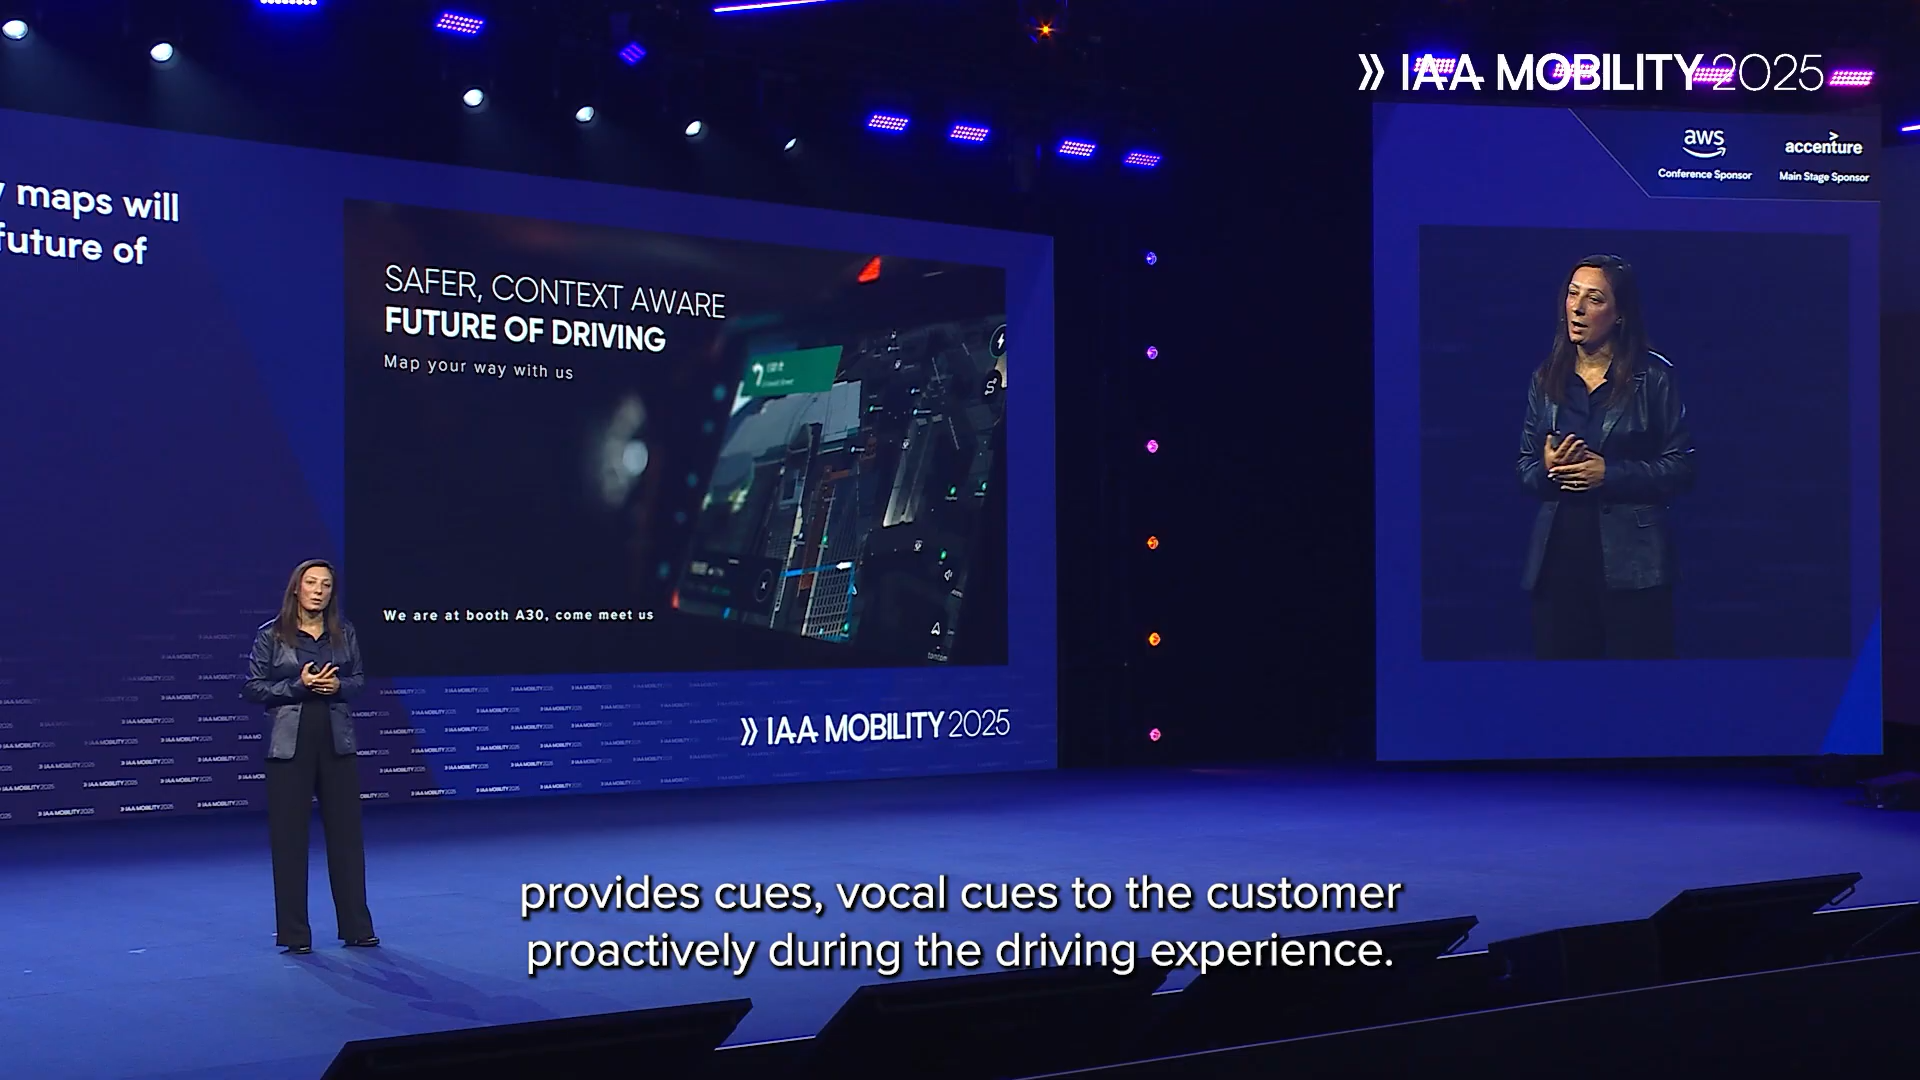 IAA MOBILITY 2025
aws
Conference Sponsor
accenture
Main Stage Sponsor
maps will
future of
SAFER, CONTEXT AWARE
FUTURE OF DRIVING
Map your way with us
We are at booth A30, come meet us
tomtom
IAA MOBILITY 2025
provides cues, vocal cues to the customer
proactively during the driving experience.